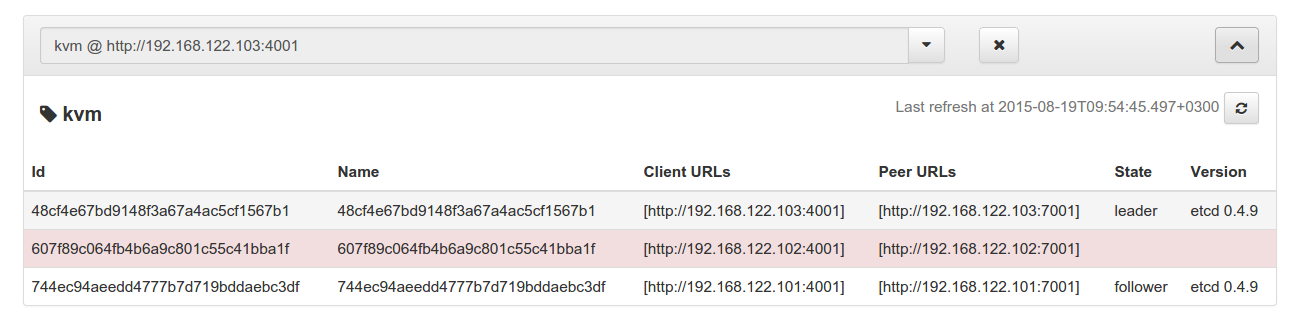 kvm @ http://192.168.122.103:4001
kvm
Last refresh at 2015-08-19T09:54:45.497+0300
Id Name Client URLs Peer URLs State Version
48cf4e67bd9148f3a67a4ac5cf1567b1 48cf4e67bd9148f3a67a4ac5cf1567b1 [http://192.168.122.103:4001] [http://192.168.122.103:7001] leader etcd 0.4.9
607f89c064fb4b6a9c801c55c41bba1f 607f89c064fb4b6a9c801c55c41bba1f [http://192.168.122.102:4001] [http://192.168.122.102:7001]
744ec94aeedd4777b7d719bddaebc3df 744ec94aeedd4777b7d719bddaebc3df [http://192.168.122.101:4001] [http://192.168.122.101:7001] follower etcd 0.4.9